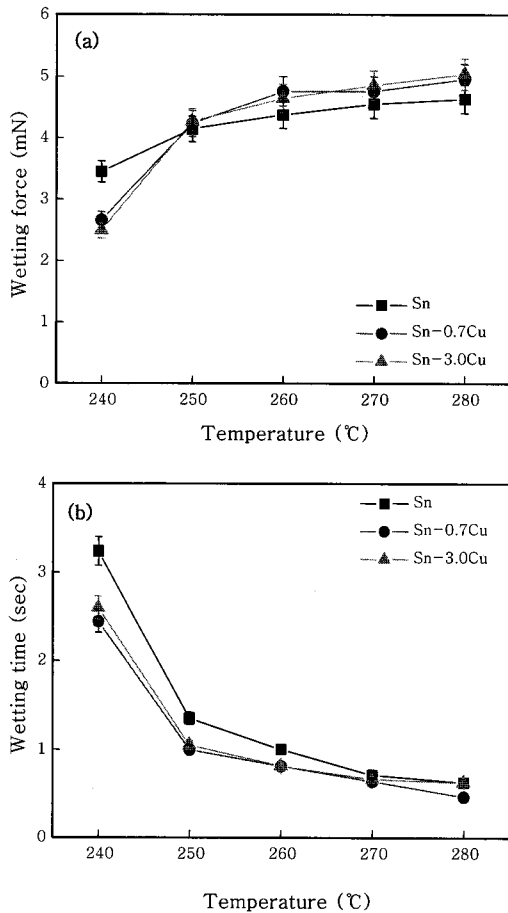 (a)
Wetting force (mN)
6
5
4
3
2
1
0
Sn
Sn-0.7Cu
Sn-3.0Cu
240 250 260 270 280
Temperature (℃)
(b)
Wetting time (sec)
4
3
2
1
0
Sn
Sn-0.7Cu
Sn-3.0Cu
240 250 260 270 280
Temperature (℃)